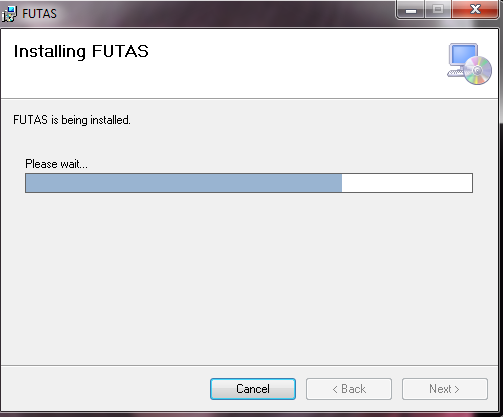 FUTAS
Installing FUTAS
FUTAS is being installed.
Please wait...
Cancel
< Back
Next >